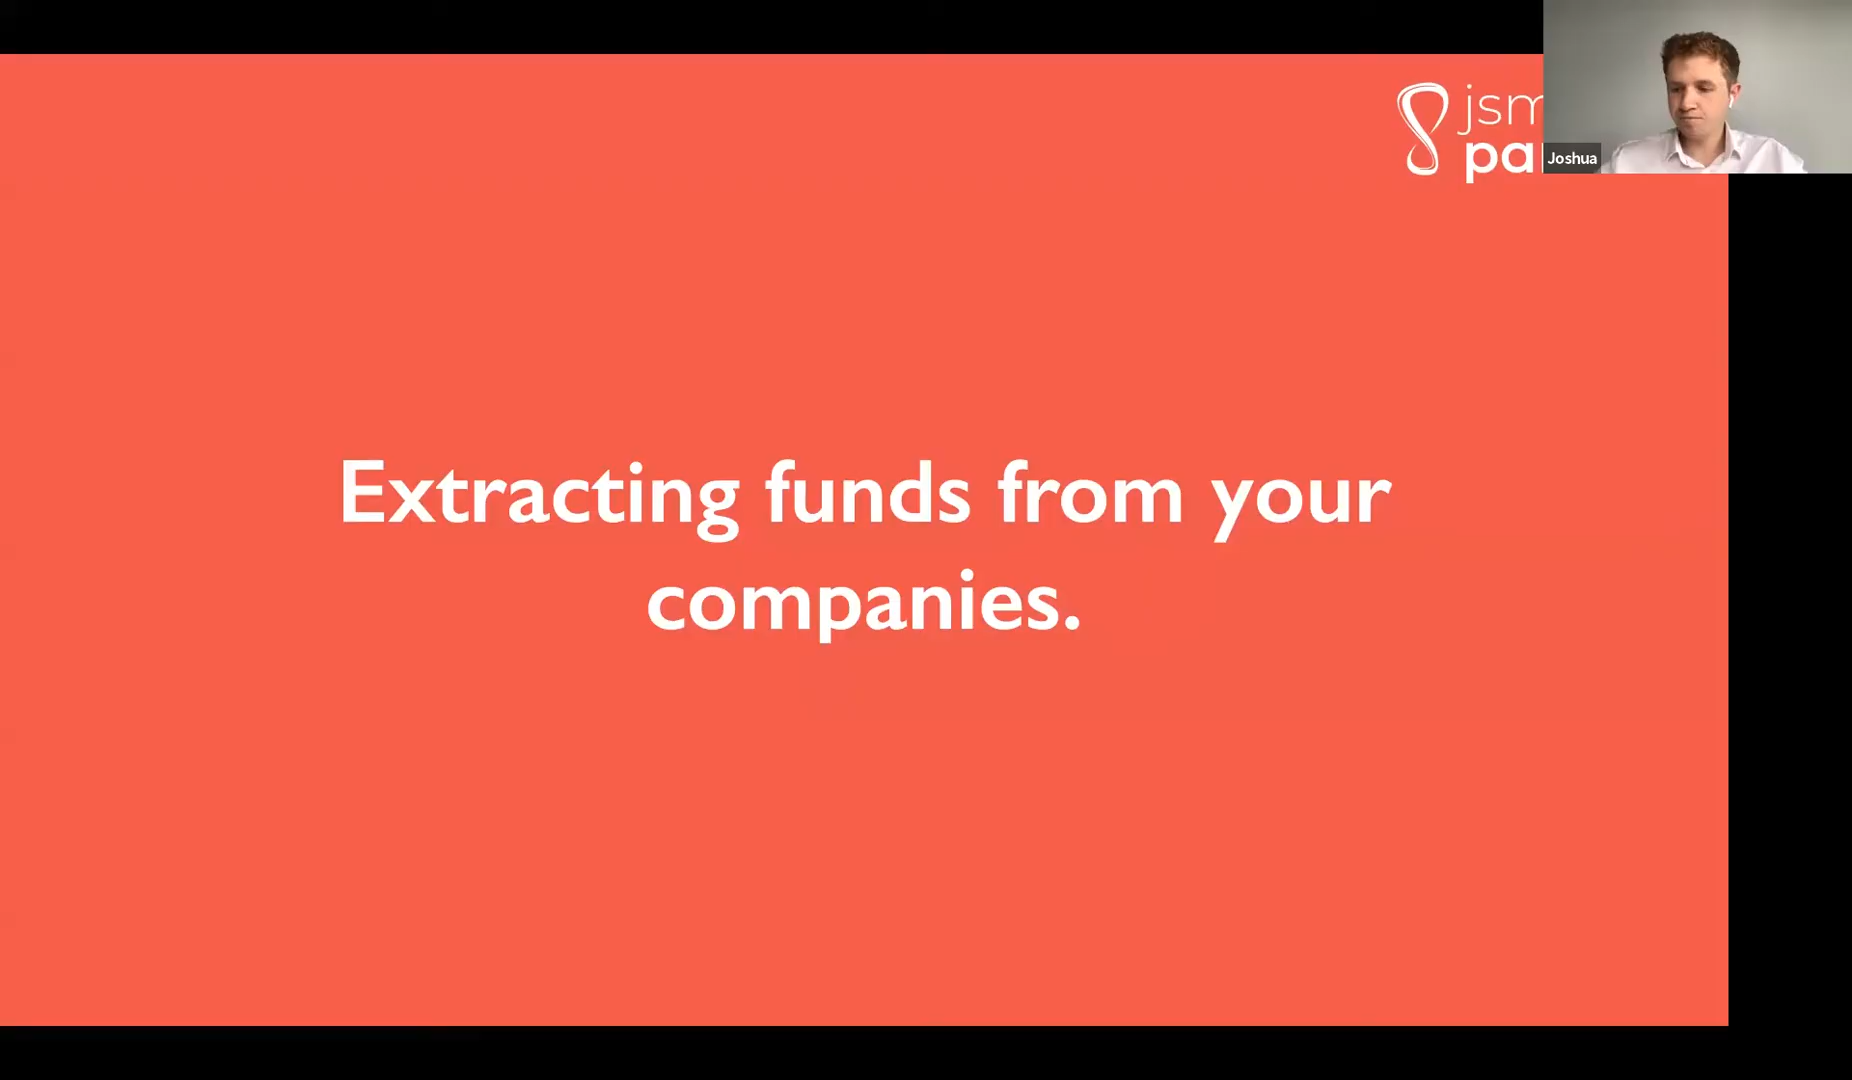 jsm
pa
Joshua
Extracting funds from your
companies.